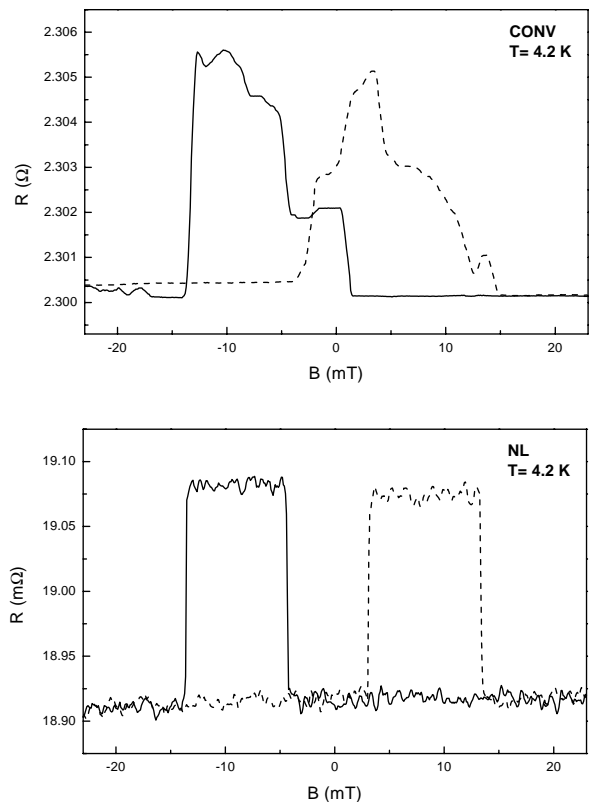 2.306
2.305
2.304
2.303
2.302
2.301
2.300
R (Ω)
CONV
T= 4.2 K
-20 -10 0 10 20
B (mT)
19.10
19.05
19.00
18.95
18.90
R (mΩ)
NL
T= 4.2 K
-20 -10 0 10 20
B (mT)